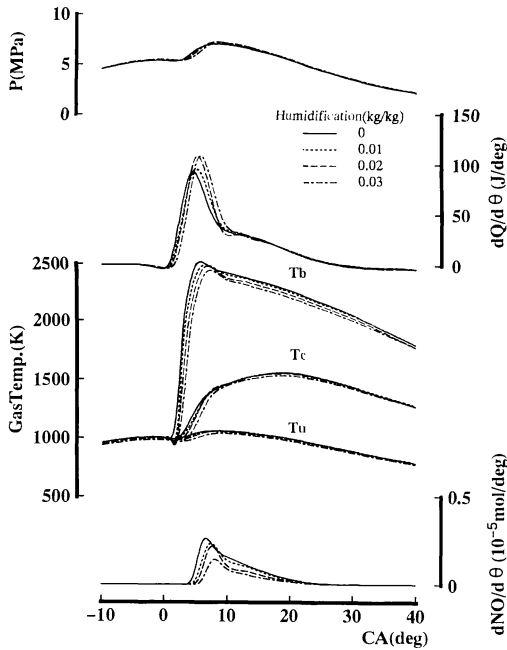 10
5
0
P(MPa)
Humidification(kg/kg)
0
0.01
0.02
0.03
150
100
50
0
dQ/dθ (J/deg)
2500
2000
1500
1000
500
GasTemp.(K)
Tb
Tc
Tu
0.5
0
dNO/dθ (10⁻⁵mol/deg)
−10 0 10 20 30 40
CA(deg)